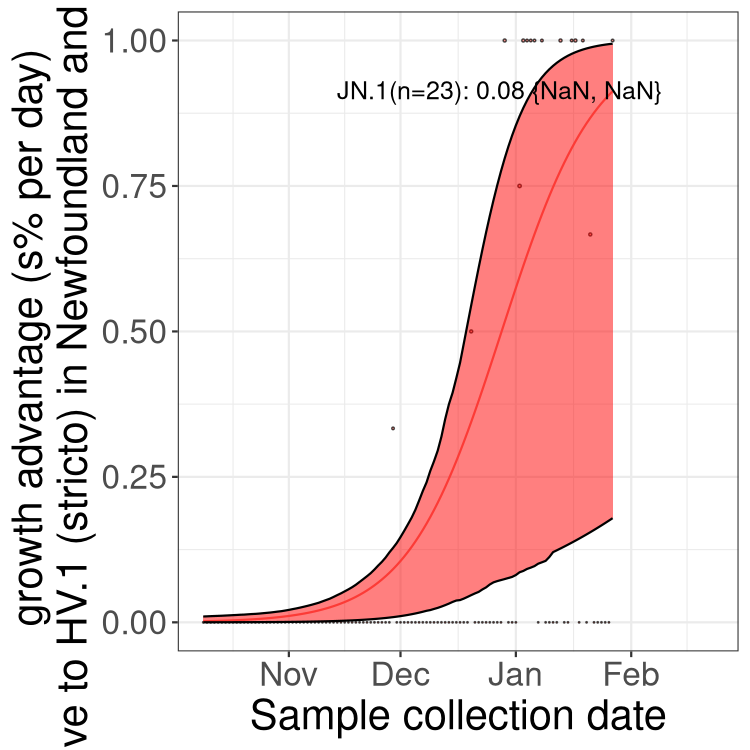 growth advantage (s% per day)
ve to HV.1 (stricto) in Newfoundland and
1.00
0.75
0.50
0.25
0.00
JN.1(n=23): 0.08 {NaN, NaN}
Nov Dec Jan Feb
Sample collection date